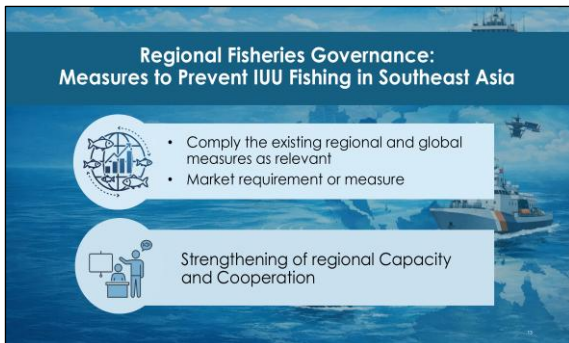 Regional Fisheries Governance:
Measures to Prevent IUU Fishing in Southeast Asia
• Comply the existing regional and global
measures as relevant
• Market requirement or measure
Strengthening of regional Capacity
and Cooperation